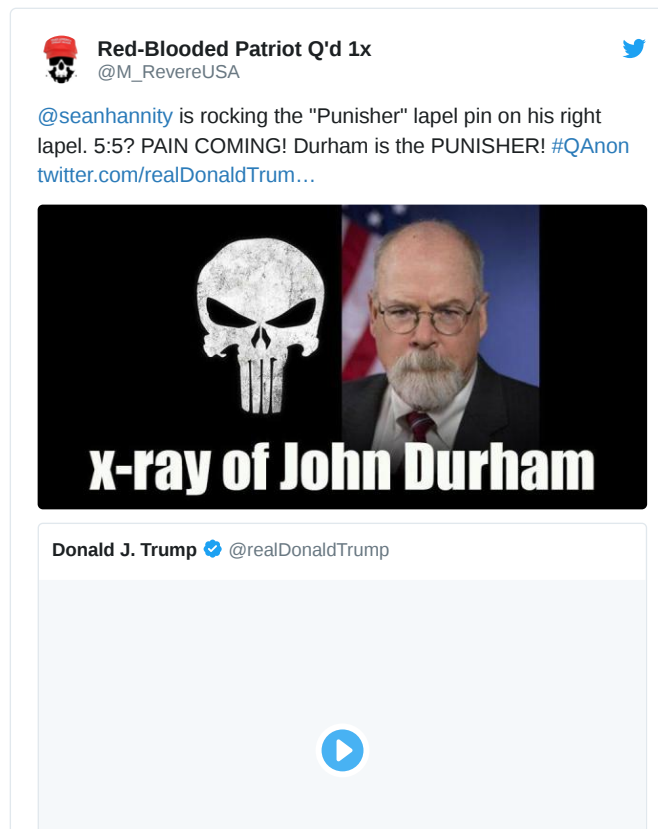 Red-Blooded Patriot Q'd 1x
@M_RevereUSA
@seanhannity is rocking the "Punisher" lapel pin on his right
lapel. 5:5? PAIN COMING! Durham is the PUNISHER! #QAnon
twitter.com/realDonaldTrum…
x-ray of John Durham
Donald J. Trump @realDonaldTrump